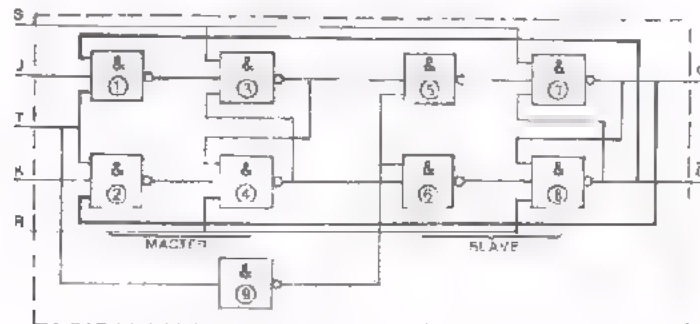 S
J & & & &
① ③ ⑤ ⑦
T
K & & & &
② ④ ⑥ ⑧
R
MASTER SLAVE
&
⑨